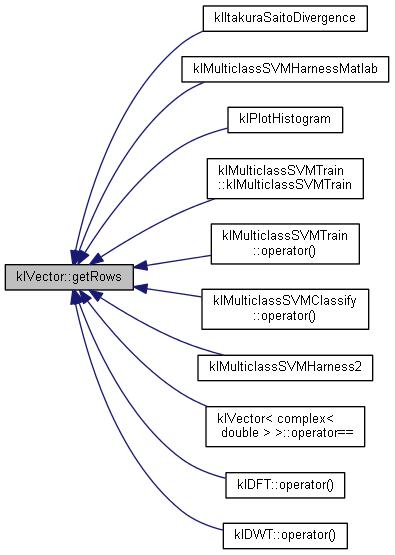 klItakuraSaitoDivergence
klMulticlassSVMHarnessMatlab
klPlotHistogram
klMulticlassSVMTrain
::klMulticlassSVMTrain
klMulticlassSVMTrain
::operator()
klVector::getRows
klMulticlassSVMClassify
::operator()
klMulticlassSVMHarness2
klVector< complex<
double > >::operator==
klDFT::operator()
klDWT::operator()